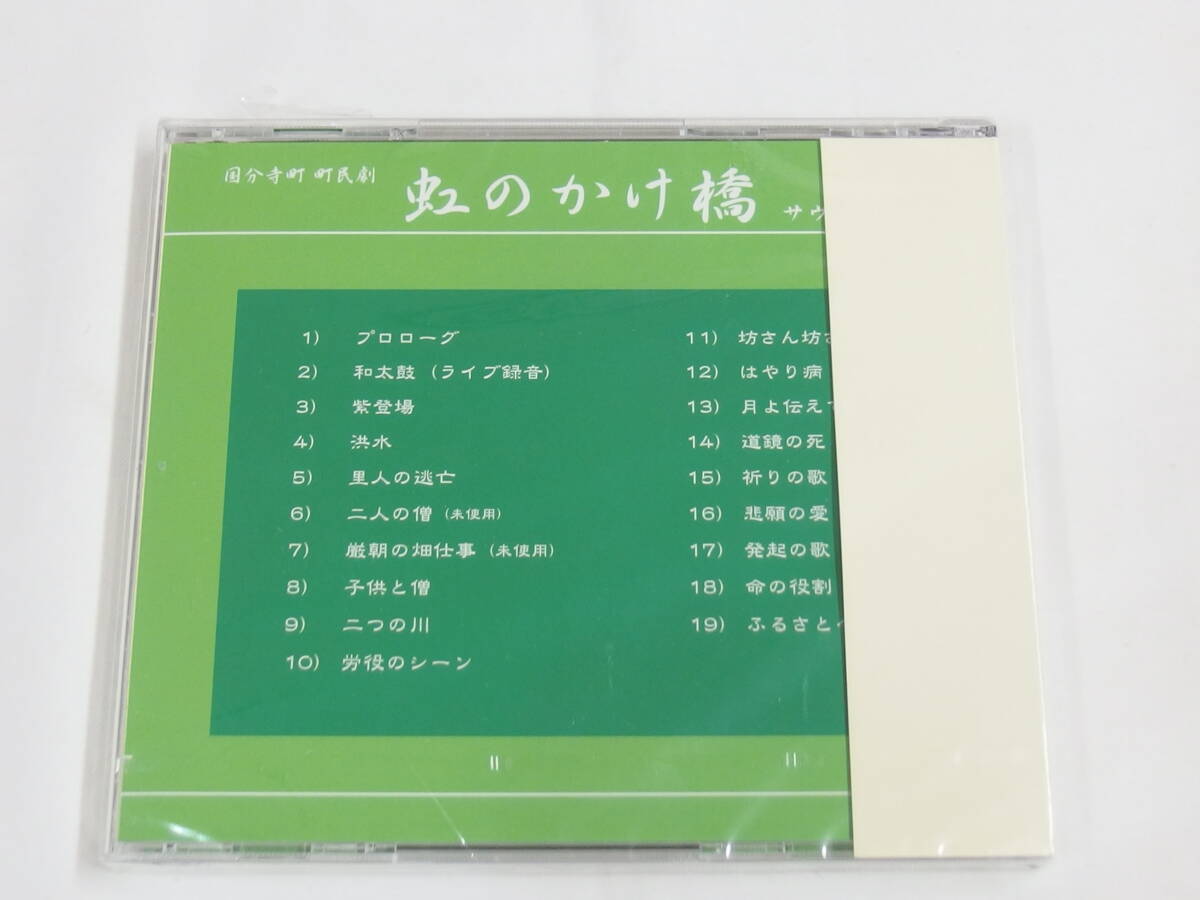 国分寺町 町民劇
虹のかけ橋 サウ
1) プロローグ
2) 和太鼓(ライブ録音)
3) 紫登場
4) 洪水
5) 里人の逃亡
6) 二人の僧(未使用)
7) 厳朝の畑仕事(未使用)
8) 子供と僧
9) 二つの川
10) 労役のシーン
11) 坊さん坊さ
12) はやり病
13) 月よ伝えて
14) 道鏡の死
15) 祈りの歌
16) 悲願の愛
17) 発起の歌
18) 命の役割
19) ふるさと